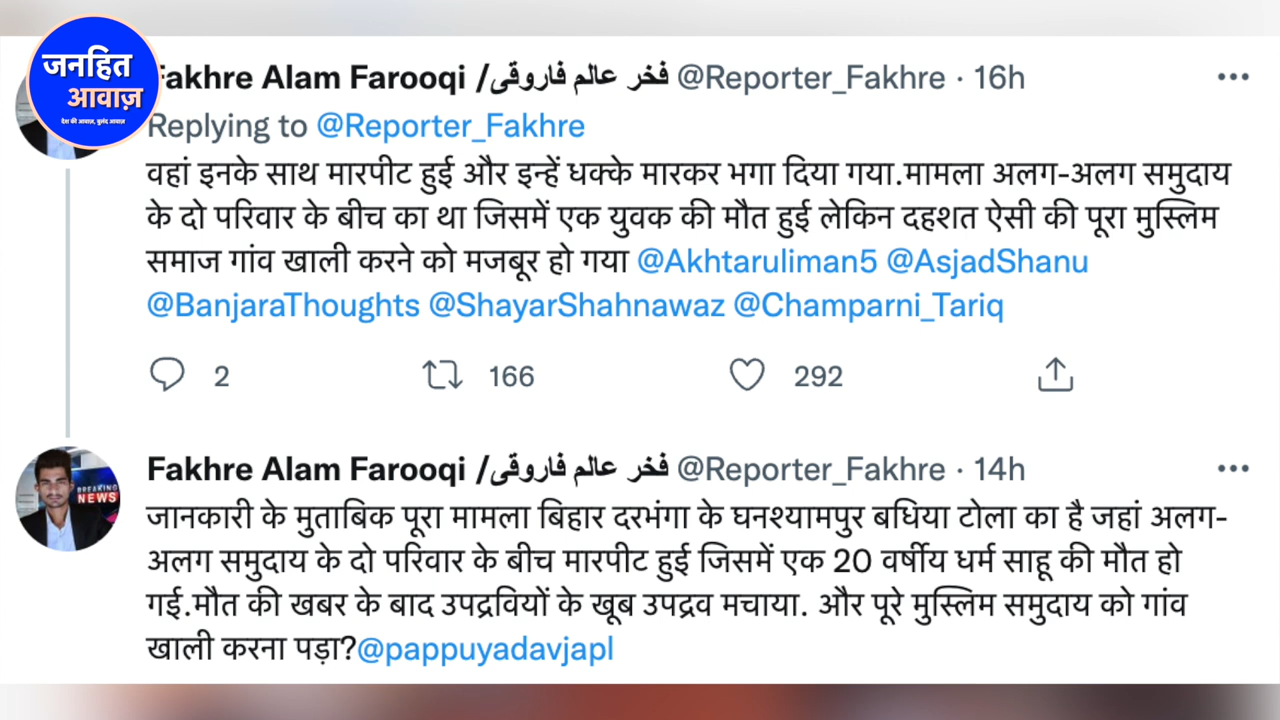 जनहित
आवाज़
देश की आवाज़, बुलंद आवाज़
Fakhre Alam Farooqi /فخر عالم فاروقی @Reporter_Fakhre · 16h
Replying to @Reporter_Fakhre
वहां इनके साथ मारपीट हुई और इन्हें धक्के मारकर भगा दिया गया.मामला अलग-अलग समुदाय
के दो परिवार के बीच का था जिसमें एक युवक की मौत हुई लेकिन दहशत ऐसी की पूरा मुस्लिम
समाज गांव खाली करने को मजबूर हो गया @Akhtaruliman5 @AsjadShanu
@BanjaraThoughts @ShayarShahnawaz @Champarni_Tariq
2 166 292
Fakhre Alam Farooqi /فخر عالم فاروقی @Reporter_Fakhre · 14h
BREAKING
NEWS
जानकारी के मुताबिक पूरा मामला बिहार दरभंगा के घनश्यामपुर बधिया टोला का है जहां अलग-
अलग समुदाय के दो परिवार के बीच मारपीट हुई जिसमें एक 20 वर्षीय धर्म साहू की मौत हो
गई.मौत की खबर के बाद उपद्रवियों के खूब उपद्रव मचाया. और पूरे मुस्लिम समुदाय को गांव
खाली करना पड़ा?@pappuyadavjapl